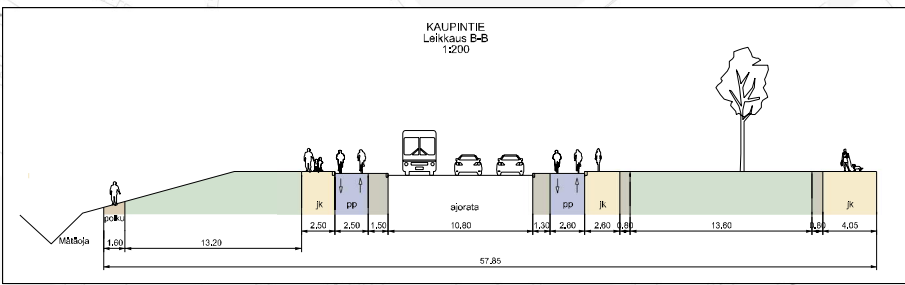 KAUPINTIE
Leikkaus B-B
1:200
polku
Mätäoja
jk
pp
ajorata
pp
jk
jk
1.60
13.20
2.50
2.50
1.50
10.80
1.30
2.60
2.60
0.80
13.60
0.80
4.05
57.85